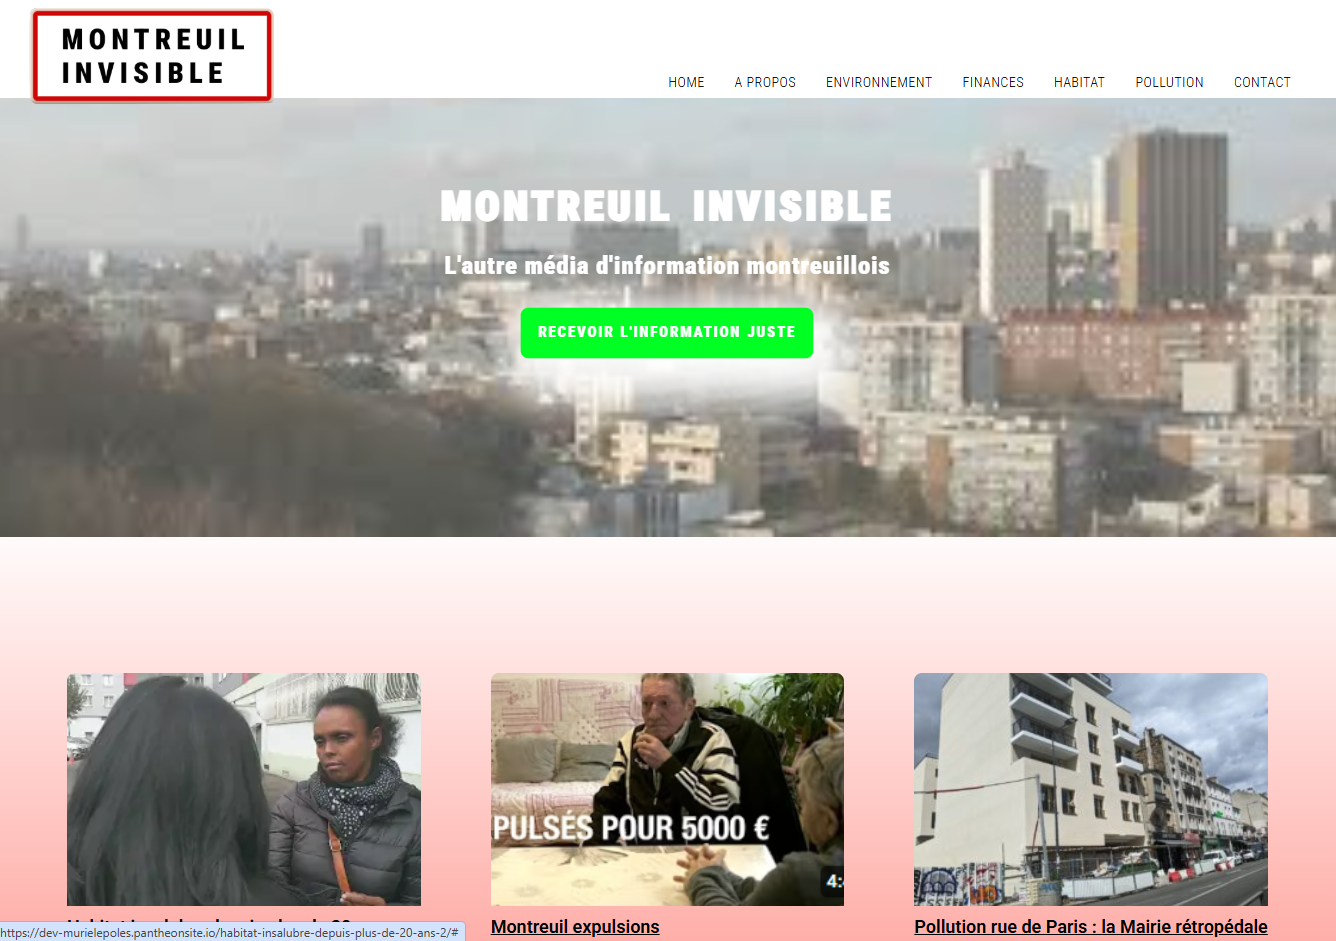 MONTREUIL
INVISIBLE
HOME A PROPOS ENVIRONNEMENT FINANCES HABITAT POLLUTION CONTACT
MONTREUIL INVISIBLE
L'autre média d'information montreuillois
RECEVOIR L'INFORMATION JUSTE
PULSÉS POUR 5000 €
4:
Montreuil expulsions
Pollution rue de Paris : la Mairie rétropédale
https://dev-murielepoles.pantheonsite.io/habitat-insalubre-depuis-plus-de-20-ans-2/#